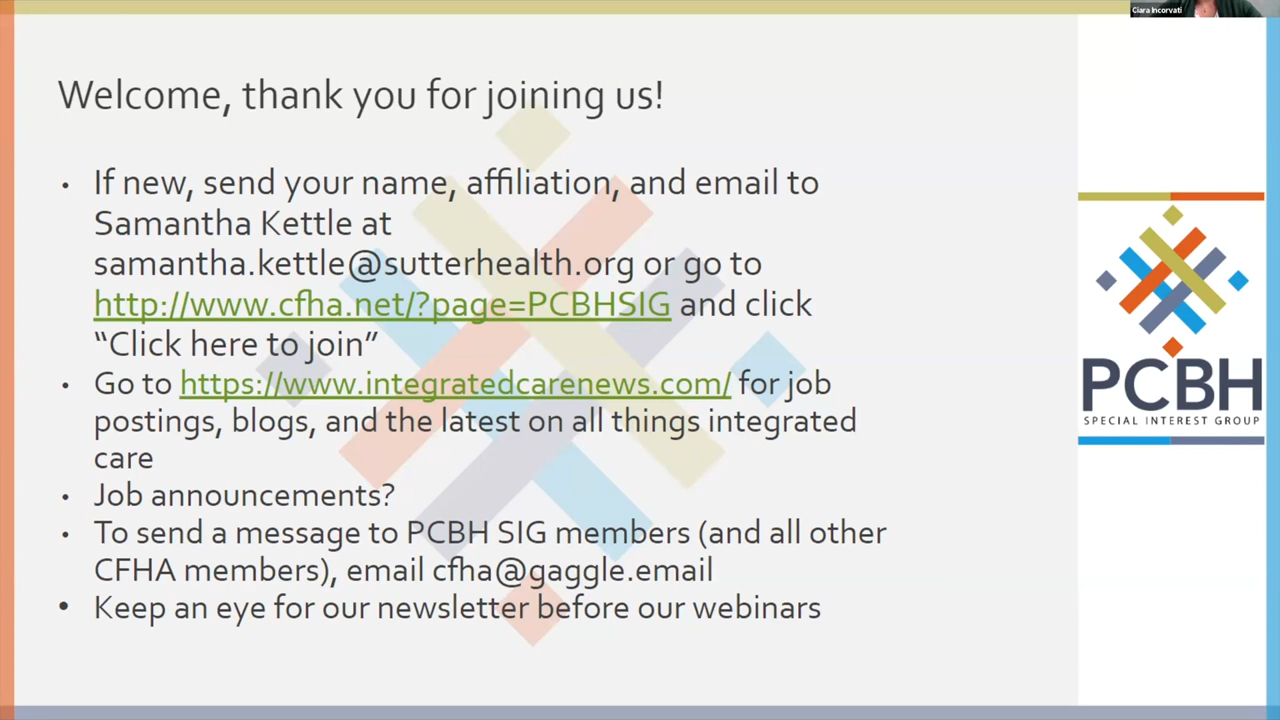 Ciara Incorvati
Welcome, thank you for joining us!
• If new, send your name, affiliation, and email to
Samantha Kettle at
samantha.kettle@sutterhealth.org or go to
http://www.cfha.net/?page=PCBHSIG and click
“Click here to join”
• Go to https://www.integratedcarenews.com/ for job
postings, blogs, and the latest on all things integrated
care
• Job announcements?
• To send a message to PCBH SIG members (and all other
CFHA members), email cfha@gaggle.email
• Keep an eye for our newsletter before our webinars
PCBH
SPECIAL INTEREST GROUP